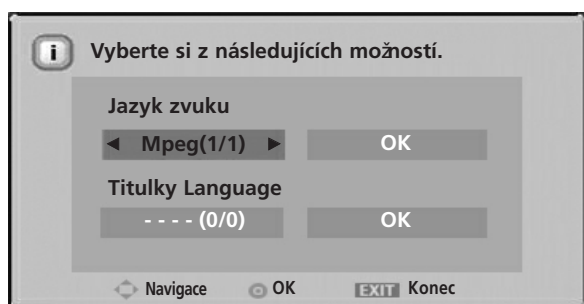 Vyberte si z následujících možností.
Jazyk zvuku
◄ Mpeg(1/1) ► OK
Titulky Language
- - - - (0/0) OK
Navigace OK EXIT Konec